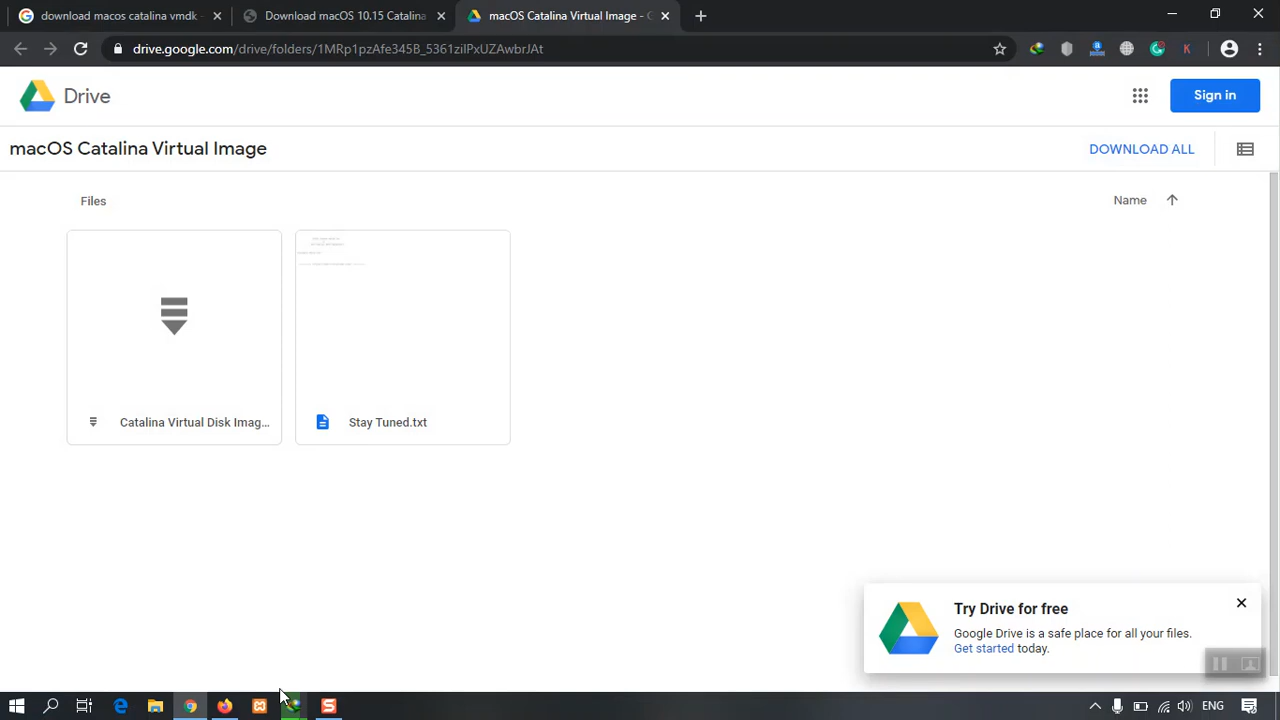 download macos catalina vmdk -
Download macOS 10.15 Catalina
macOS Catalina Virtual Image -
drive.google.com/drive/folders/1MRp1pzAfe345B_5361zilPxUZAwbrJAt
Drive
Sign in
macOS Catalina Virtual Image
DOWNLOAD ALL
Files
Name
Catalina Virtual Disk Imag...
Stay Tuned.txt
Try Drive for free
Google Drive is a safe place for all your files.
Get started today.
ENG